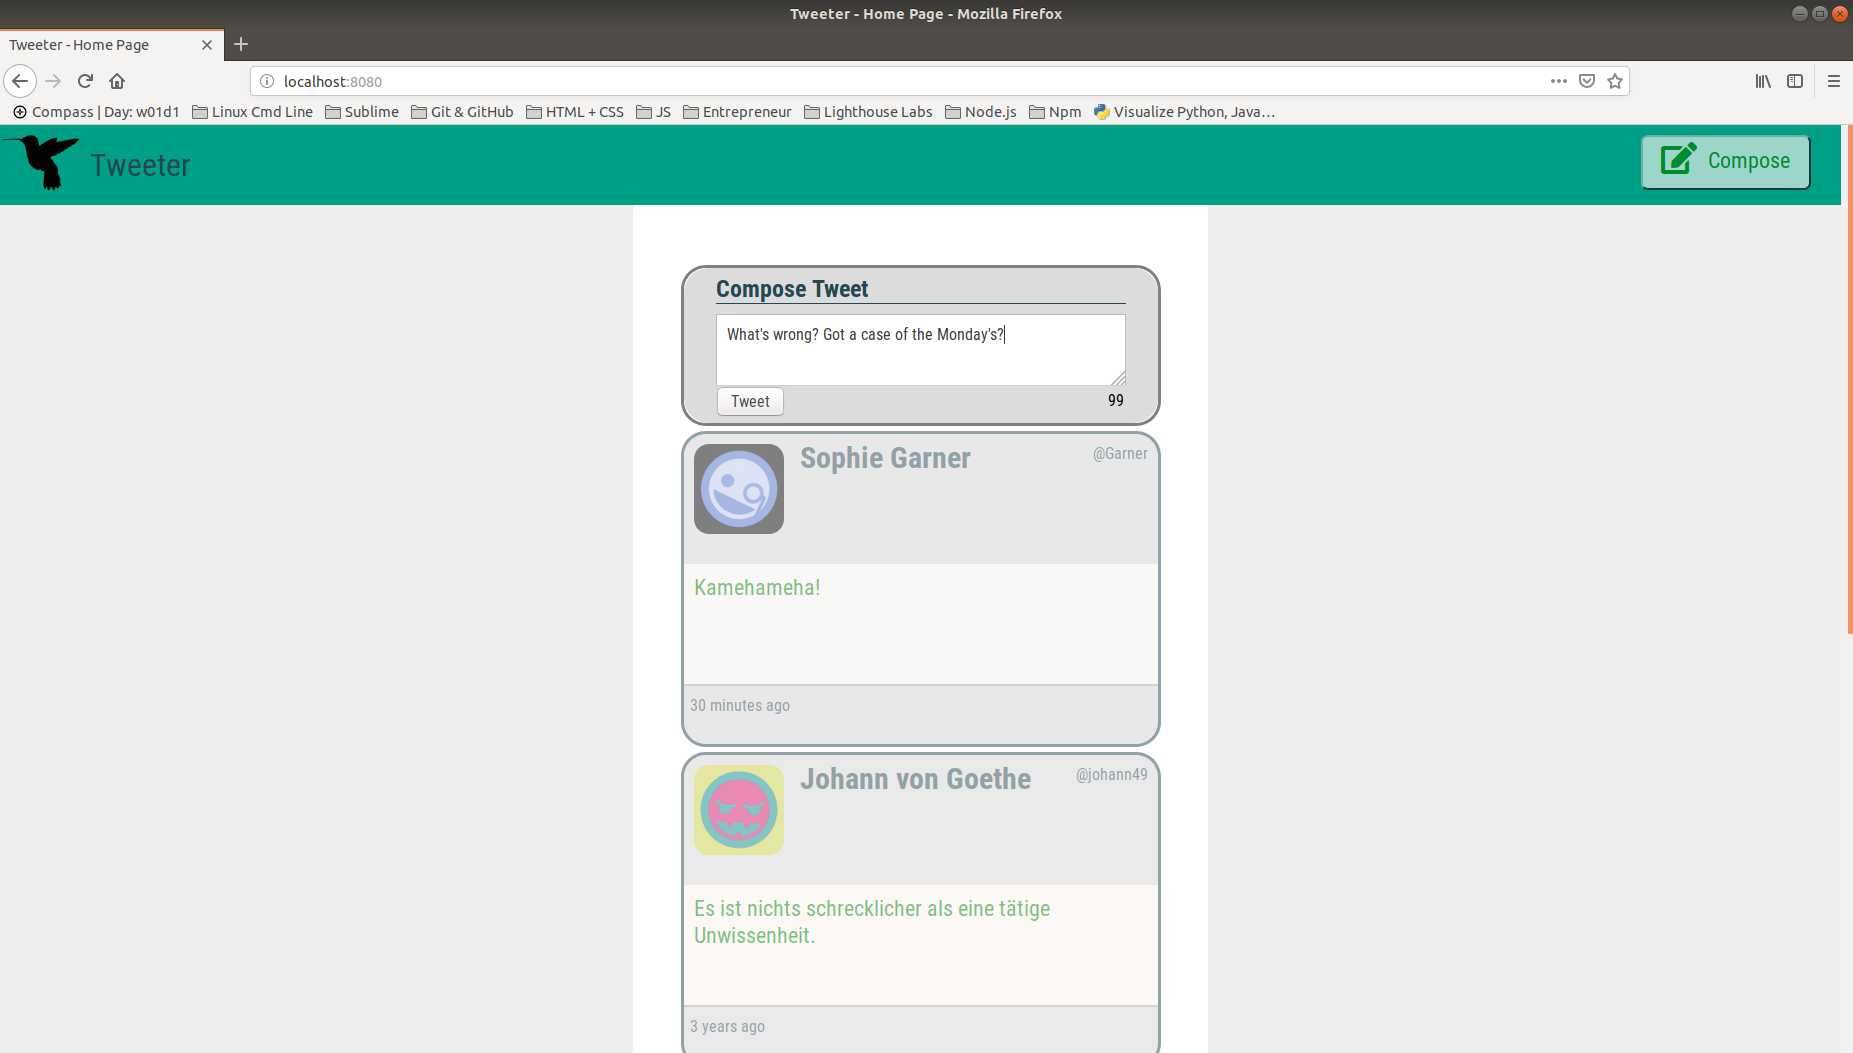 Tweeter - Home Page - Mozilla Firefox
Tweeter - Home Page
localhost:8080
Compass | Day: w01d1 Linux Cmd Line Sublime Git & GitHub HTML + CSS JS Entrepreneur Lighthouse Labs Node.js Npm Visualize Python, Java...
Tweeter
Compose
Compose Tweet
What's wrong? Got a case of the Monday's?
Tweet 99
Sophie Garner @Garner
Kamehameha!
30 minutes ago
Johann von Goethe @johann49
Es ist nichts schrecklicher als eine tätige
Unwissenheit.
3 years ago